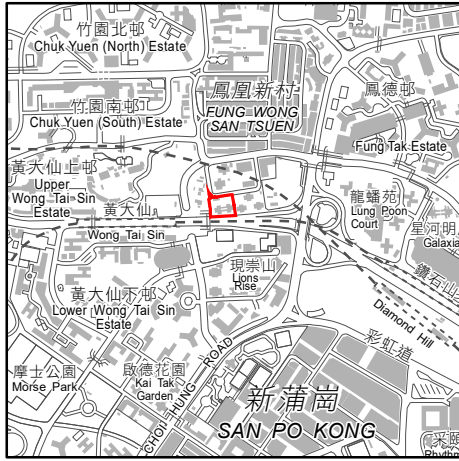 竹園北邨
Chuk Yuen (North) Estate
鳳凰新村
FUNG WONG
SAN TSUEN
鳳德邨
Fung Tak Estate
竹園南邨
Chuk Yuen (South) Estate
黃大仙上邨
Upper
Wong Tai Sin
Estate
黃大仙
Wong Tai Sin
龍蟠苑
Lung Poon
Court
星河明
Galaxia
鑽石山
Diamond Hill
現崇山
Lions
Rise
黃大仙下邨
Lower Wong Tai Sin
Estate
彩虹道
摩士公園
Morse Park
啟德花園
Kai Tak
Garden
CHOI HUNG ROAD
新蒲崗
SAN PO KONG
采頤
Rhythm